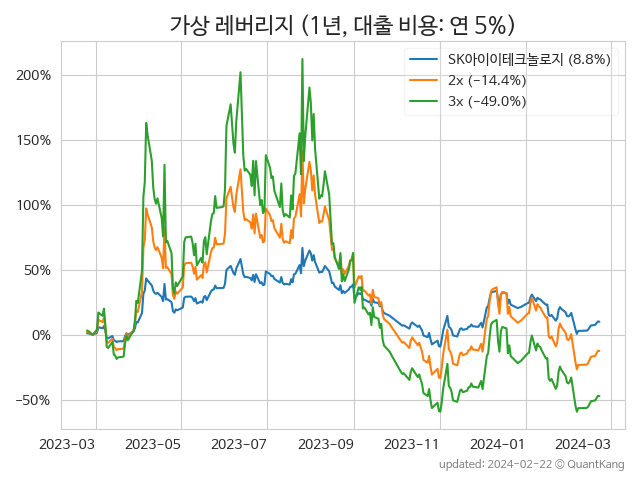 가상 레버리지 (1년, 대출 비용: 연 5%)
SK아이이테크놀로지 (8.8%)
2x (−14.4%)
3x (−49.0%)
200%
150%
100%
50%
0%
−50%
2023-03 2023-05 2023-07 2023-09 2023-11 2024-01 2024-03
updated: 2024-02-22 © QuantKang